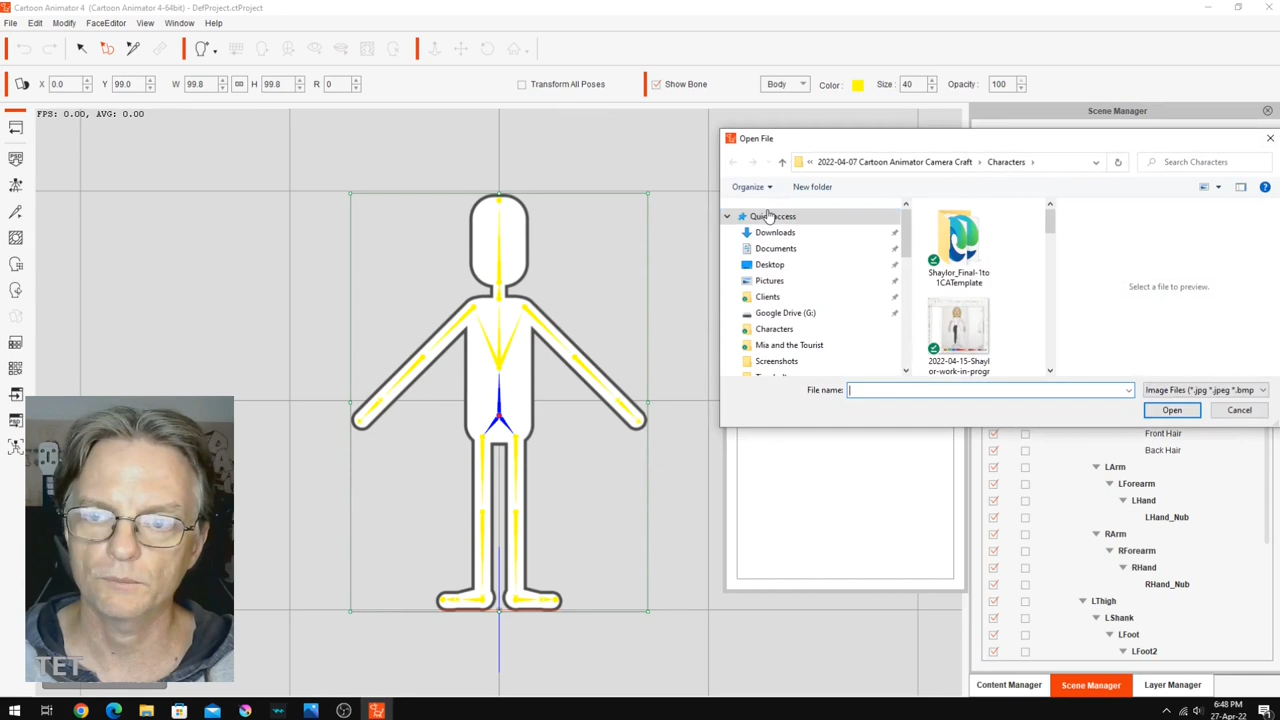 Cartoon Animator 4 (Cartoon Animator 4-64bit) - DefProject.ctProject
File Edit Modify FaceEditor View Window Help
X 0.0 Y 99.0 W 99.8 H 99.8 R 0 Transform All Poses Show Bone Body Color : Size : 40 Opacity : 100
FPS: 0.00, AVG: 0.00
Scene Manager
Open File
« 2022-04-07 Cartoon Animator Camera Craft › Characters ›
Search Characters
Organize
New folder
Quick access
Downloads
Documents
Desktop
Pictures
Clients
Google Drive (G:)
Characters
Mia and the Tourist
Screenshots
Shaylor_Final-1to
1CATemplate
2022-04-15-Shayl
or-work-in-progr
Select a file to preview.
File name:
Image Files (*.jpg *.jpeg *.bmp
Open
Cancel
Front Hair
Back Hair
LArm
LForearm
LHand
LHand_Nub
RArm
RForearm
RHand
RHand_Nub
LThigh
LShank
LFoot
LFoot2
PSD
TET
Content Manager
Scene Manager
Layer Manager
6:48 PM
27-Apr-22